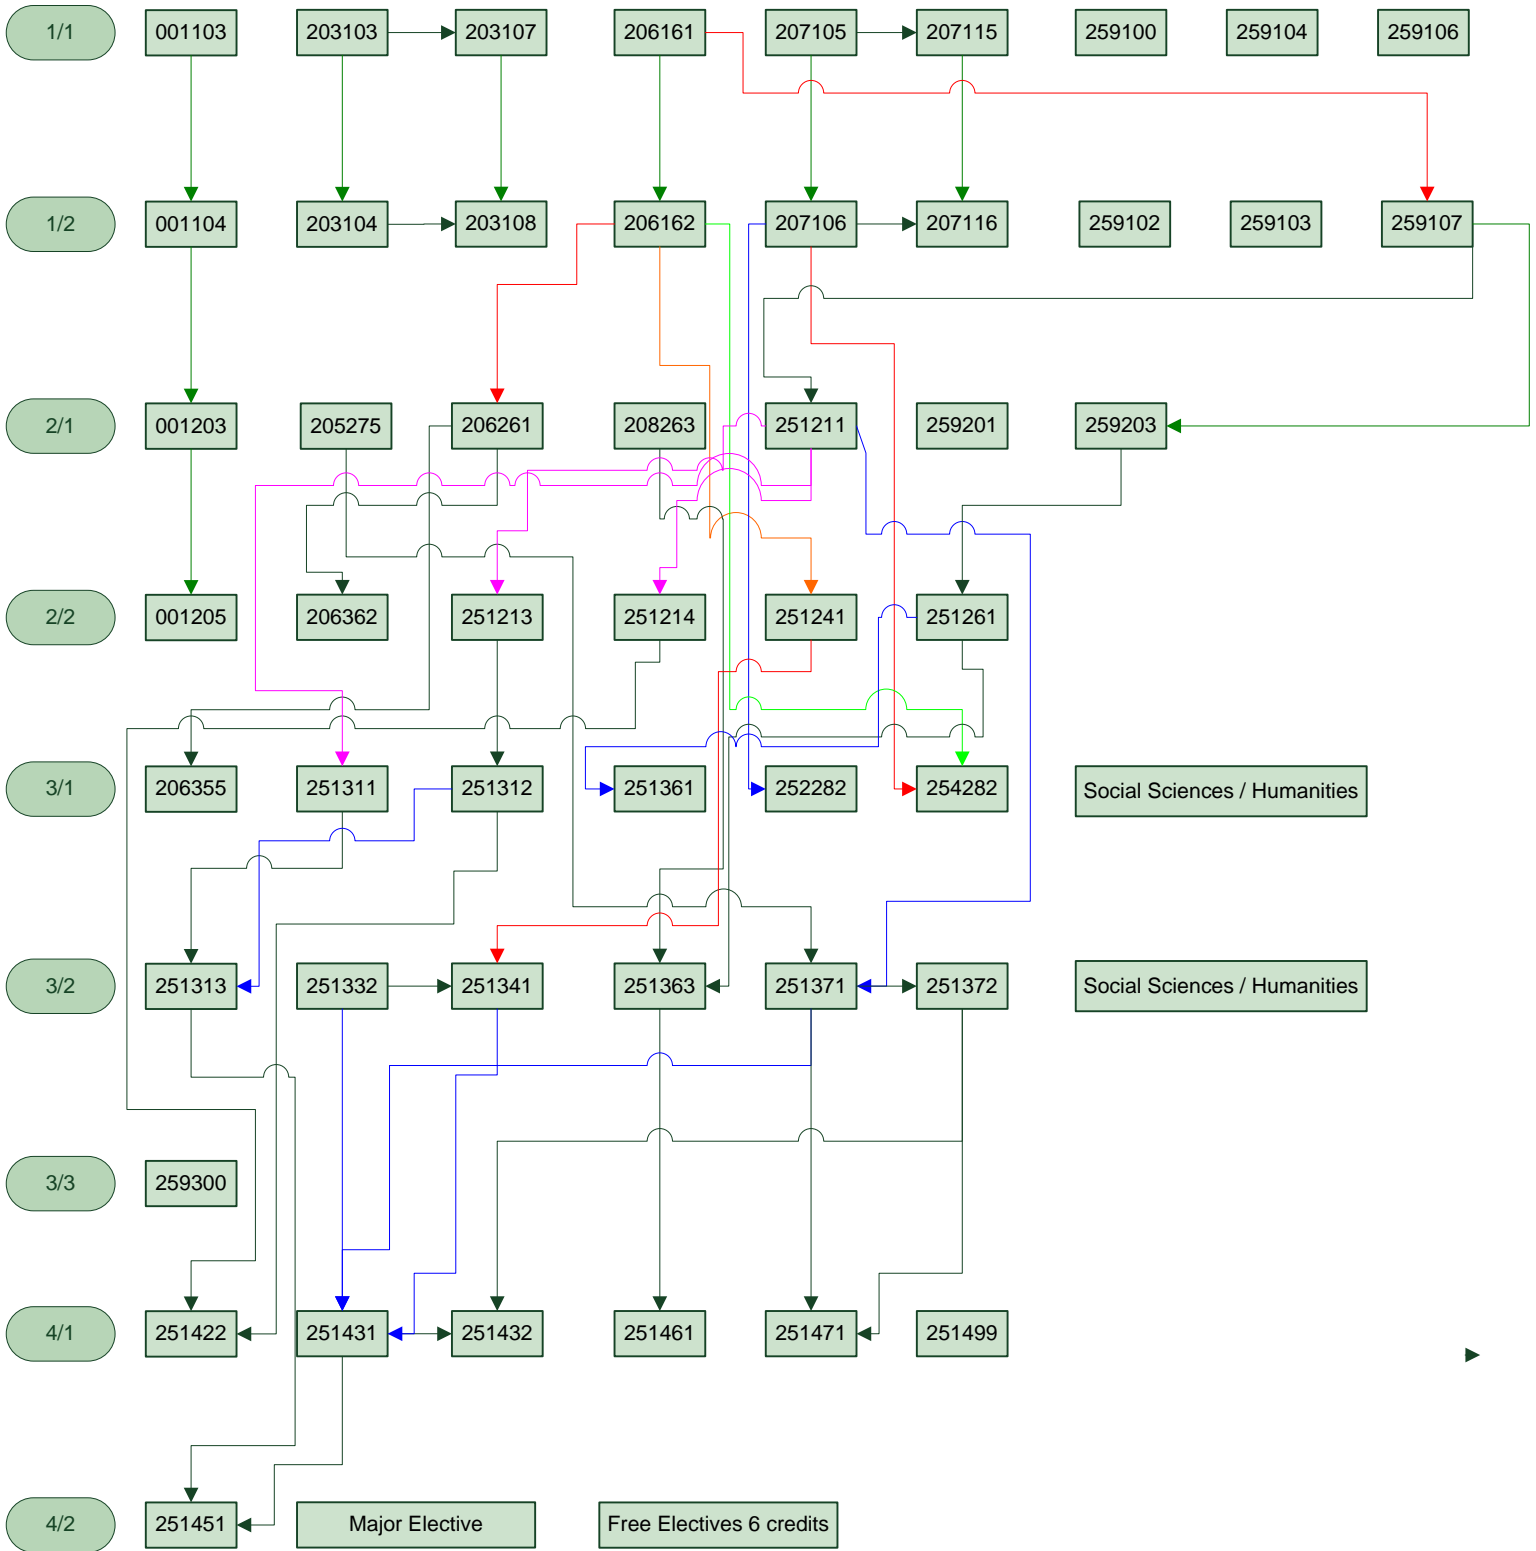 1/1 001103 203103 203107 206161 207105 207115 259100 259104 259106
1/2 001104 203104 203108 206162 207106 207116 259102 259103 259107
2/1 001203 205275 206261 208263 251211 259201 259203
2/2 001205 206362 251213 251214 251241 251261
3/1 206355 251311 251312 251361 252282 254282 Social Sciences / Humanities
3/2 251313 251332 251341 251363 251371 251372 Social Sciences / Humanities
3/3 259300
4/1 251422 251431 251432 251461 251471 251499
4/2 251451 Major Elective Free Electives 6 credits